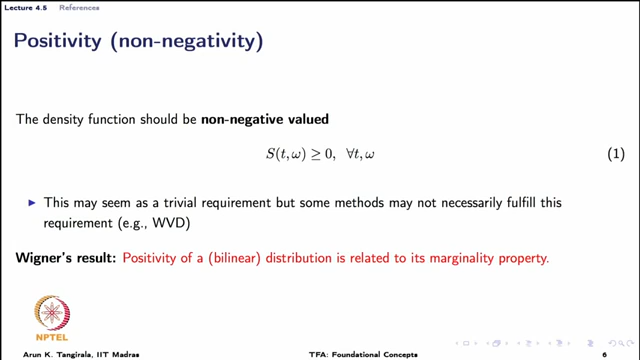 Lecture 4.5 References
Positivity (non-negativity)
The density function should be non-negative valued
S(t, ω) ≥ 0, ∀t, ω (1)
This may seem as a trivial requirement but some methods may not necessarily fulfill this
requirement (e.g., WVD)
Wigner's result: Positivity of a (bilinear) distribution is related to its marginality property.
NPTEL
Arun K. Tangirala, IIT Madras TFA: Foundational Concepts 6